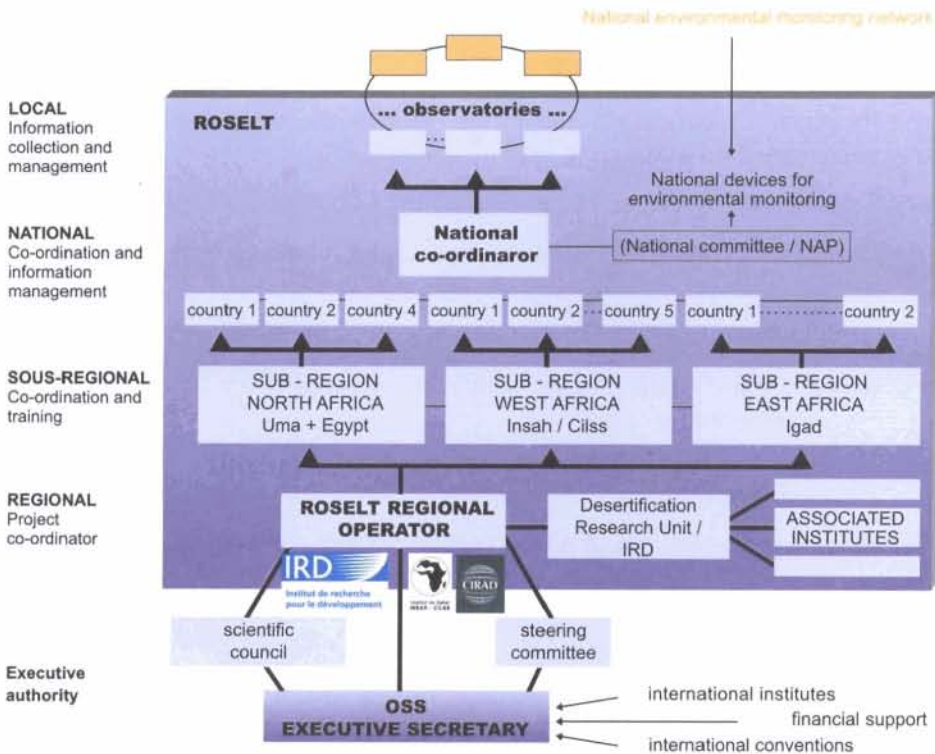 National environmental monitoring network
LOCAL
Information
collection and
management
ROSELT
... observatories ...
National devices for
environmental monitoring
NATIONAL
Co-ordination and
information
management
National
co-ordinaror
(National committee / NAP)
country 1
country 2
country 4
country 1
country 2
country 5
country 1
country 2
SOUS-REGIONAL
Co-ordination and
training
SUB - REGION
NORTH AFRICA
Uma + Egypt
SUB - REGION
WEST AFRICA
Insah / Cilss
SUB - REGION
EAST AFRICA
Igad
REGIONAL
Project
co-ordinator
ROSELT REGIONAL
OPERATOR
Desertification
Research Unit /
IRD
ASSOCIATED
INSTITUTES
IRD
Institut de recherche
pour le développement
CIRAD
scientific
council
steering
committee
Executive
authority
OSS
EXECUTIVE SECRETARY
international institutes
financial support
international conventions